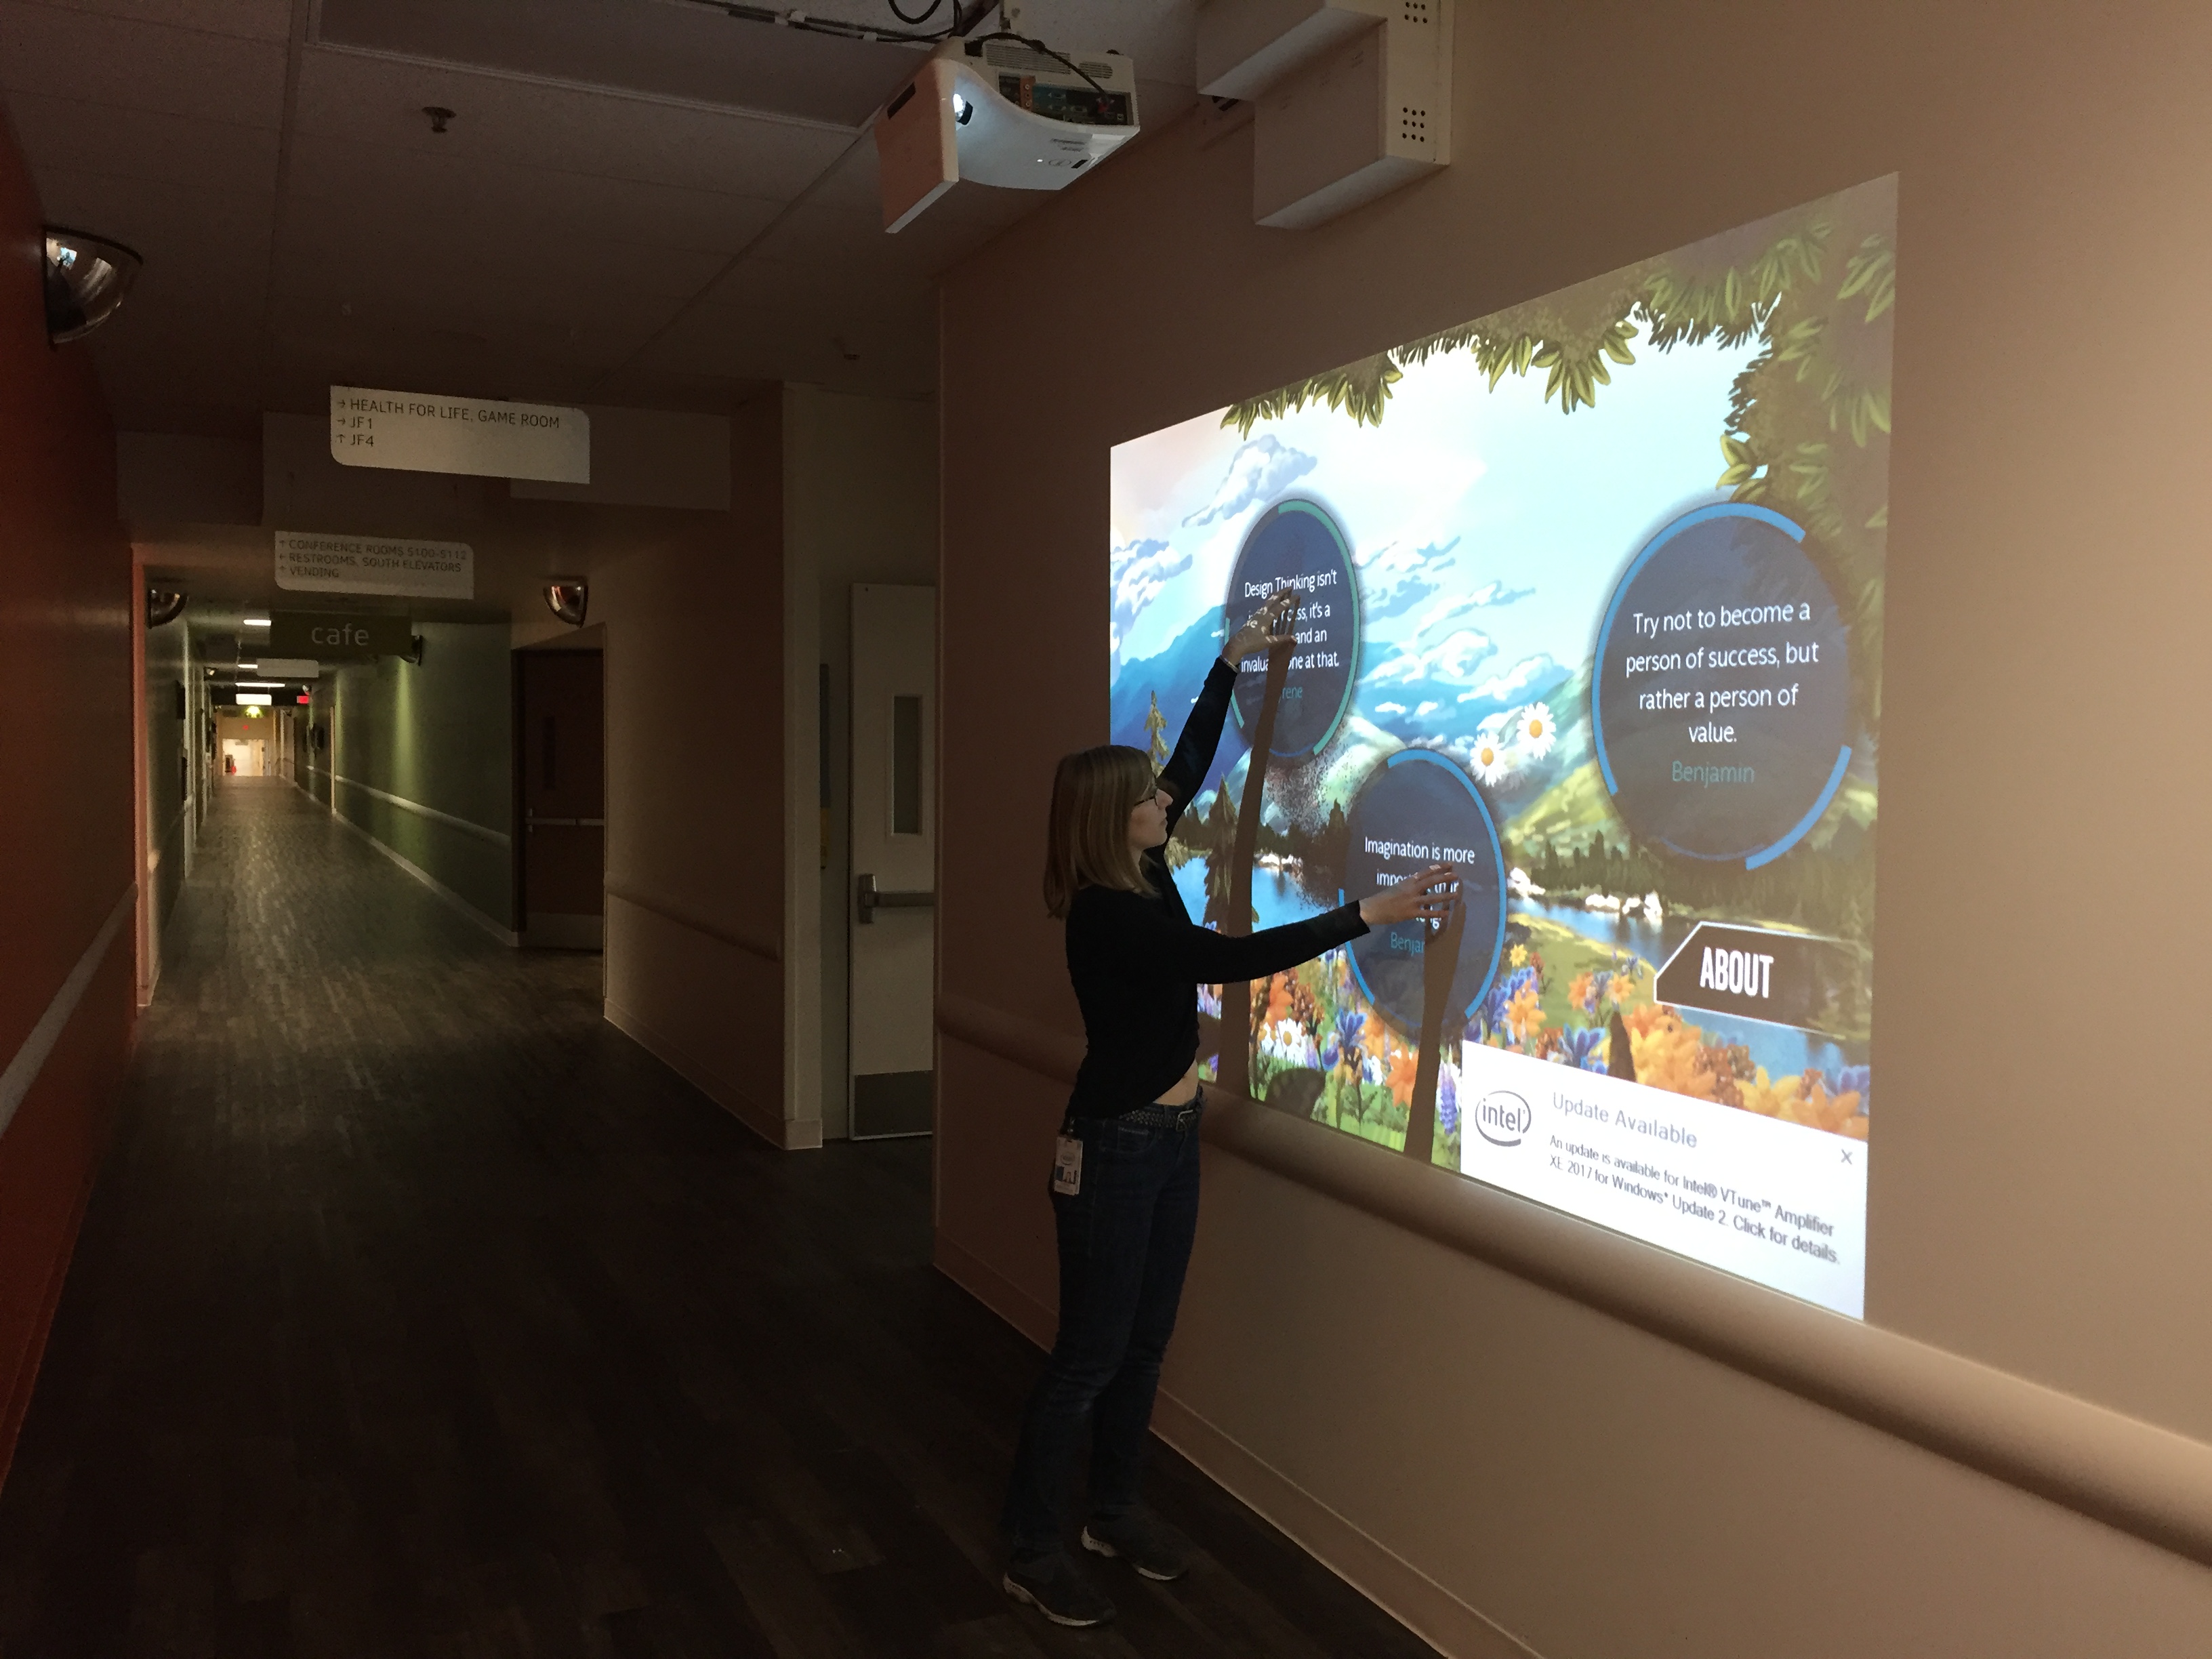 → HEALTH FOR LIFE, GAME ROOM
→ JF1
↑ JF4
CONFERENCE ROOMS 5100-5112
RESTROOMS, SOUTH ELEVATORS
VENDING
cafe
Design Thinking isn't
it's a
and an
at that.
Imagination is more
Try not to become a
person of success, but
rather a person of
value.
Benjamin
ABOUT
intel
Update Available
×
An update is available for Intel® VTune™ Amplifier
XE 2017 for Windows* Update 2. Click for details.